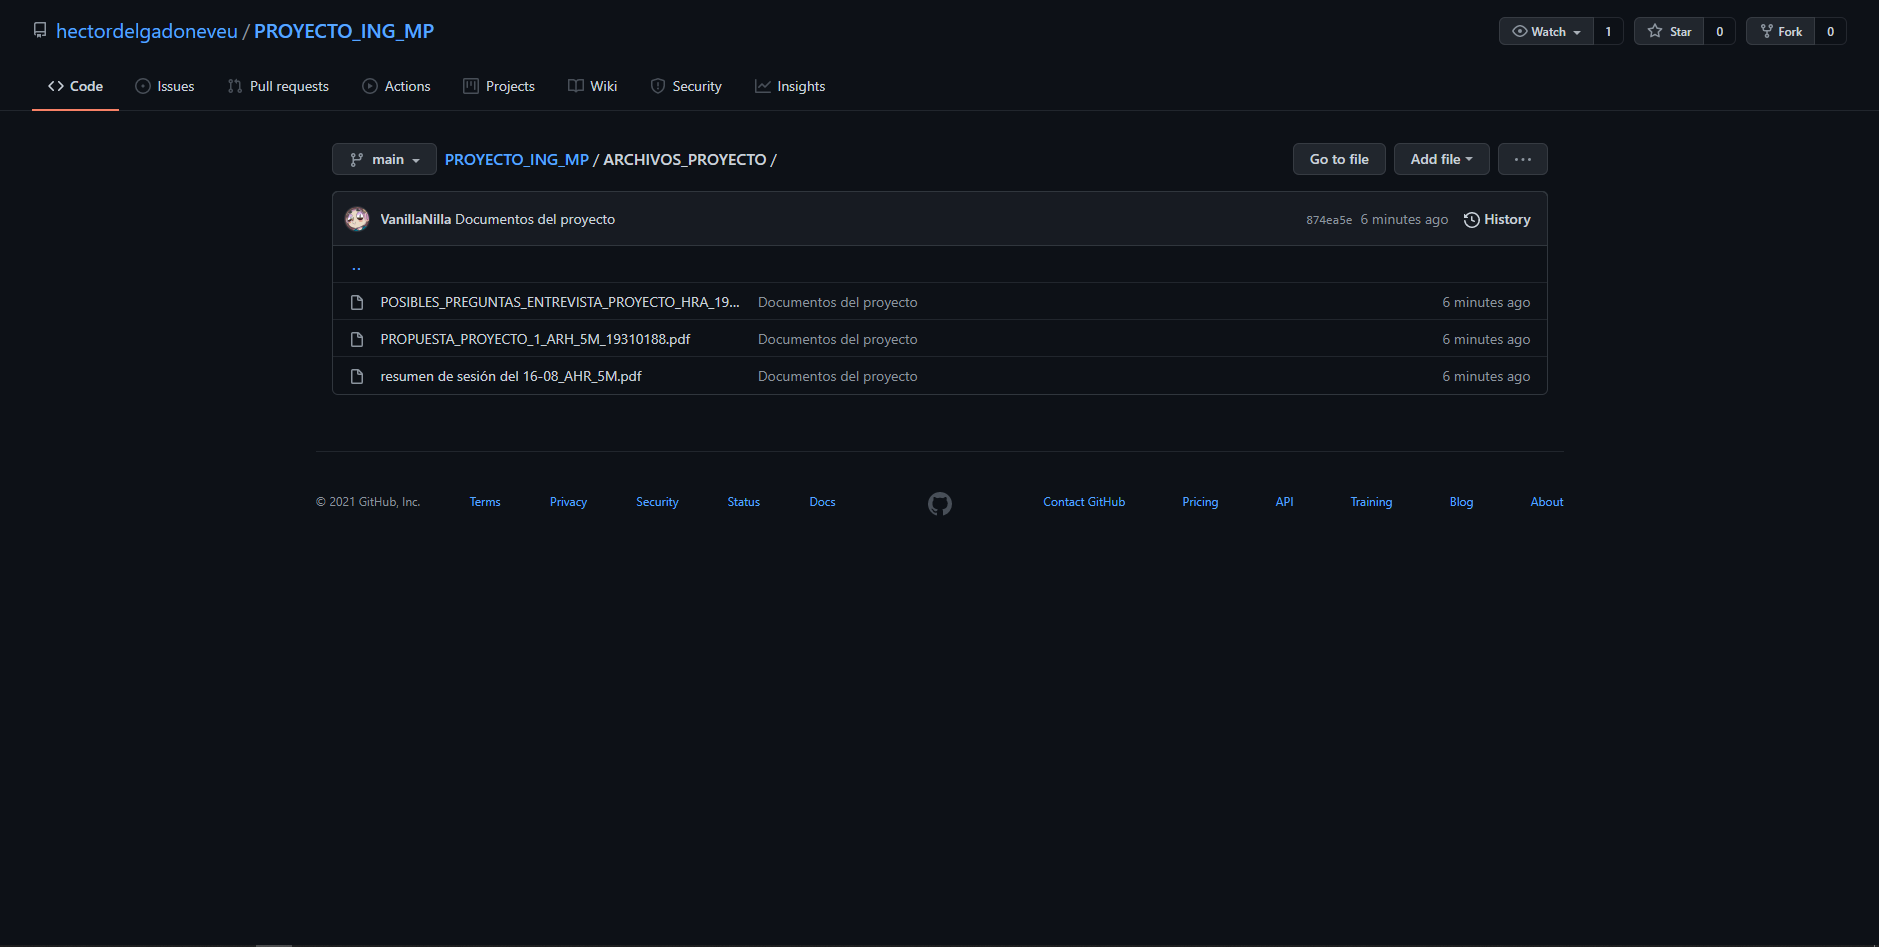 hectordelgadoneveu / PROYECTO_ING_MP
Watch 1 Star 0 Fork 0
Code Issues Pull requests Actions Projects Wiki Security Insights
main PROYECTO_ING_MP / ARCHIVOS_PROYECTO / Go to file Add file ...
VanillaNilla Documentos del proyecto 874ea5e 6 minutes ago History
..
POSIBLES_PREGUNTAS_ENTREVISTA_PROYECTO_HRA_19... Documentos del proyecto 6 minutes ago
PROPUESTA_PROYECTO_1_ARH_5M_19310188.pdf Documentos del proyecto 6 minutes ago
resumen de sesión del 16-08_AHR_5M.pdf Documentos del proyecto 6 minutes ago
© 2021 GitHub, Inc. Terms Privacy Security Status Docs Contact GitHub Pricing API Training Blog About